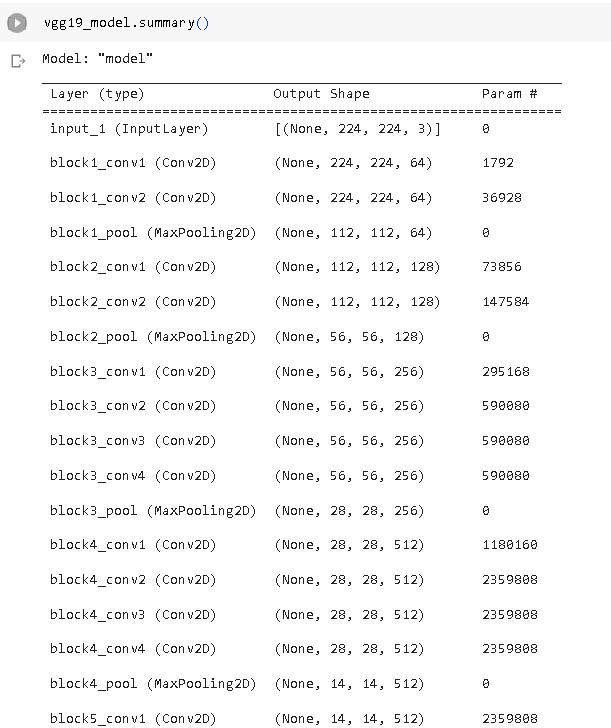 vgg19_model.summary()
Model: "model"
Layer (type) Output Shape Param #
=================================================================
input_1 (InputLayer) [(None, 224, 224, 3)] 0
block1_conv1 (Conv2D) (None, 224, 224, 64) 1792
block1_conv2 (Conv2D) (None, 224, 224, 64) 36928
block1_pool (MaxPooling2D) (None, 112, 112, 64) 0
block2_conv1 (Conv2D) (None, 112, 112, 128) 73856
block2_conv2 (Conv2D) (None, 112, 112, 128) 147584
block2_pool (MaxPooling2D) (None, 56, 56, 128) 0
block3_conv1 (Conv2D) (None, 56, 56, 256) 295168
block3_conv2 (Conv2D) (None, 56, 56, 256) 590080
block3_conv3 (Conv2D) (None, 56, 56, 256) 590080
block3_conv4 (Conv2D) (None, 56, 56, 256) 590080
block3_pool (MaxPooling2D) (None, 28, 28, 256) 0
block4_conv1 (Conv2D) (None, 28, 28, 512) 1180160
block4_conv2 (Conv2D) (None, 28, 28, 512) 2359808
block4_conv3 (Conv2D) (None, 28, 28, 512) 2359808
block4_conv4 (Conv2D) (None, 28, 28, 512) 2359808
block4_pool (MaxPooling2D) (None, 14, 14, 512) 0
block5_conv1 (Conv2D) (None, 14, 14, 512) 2359808